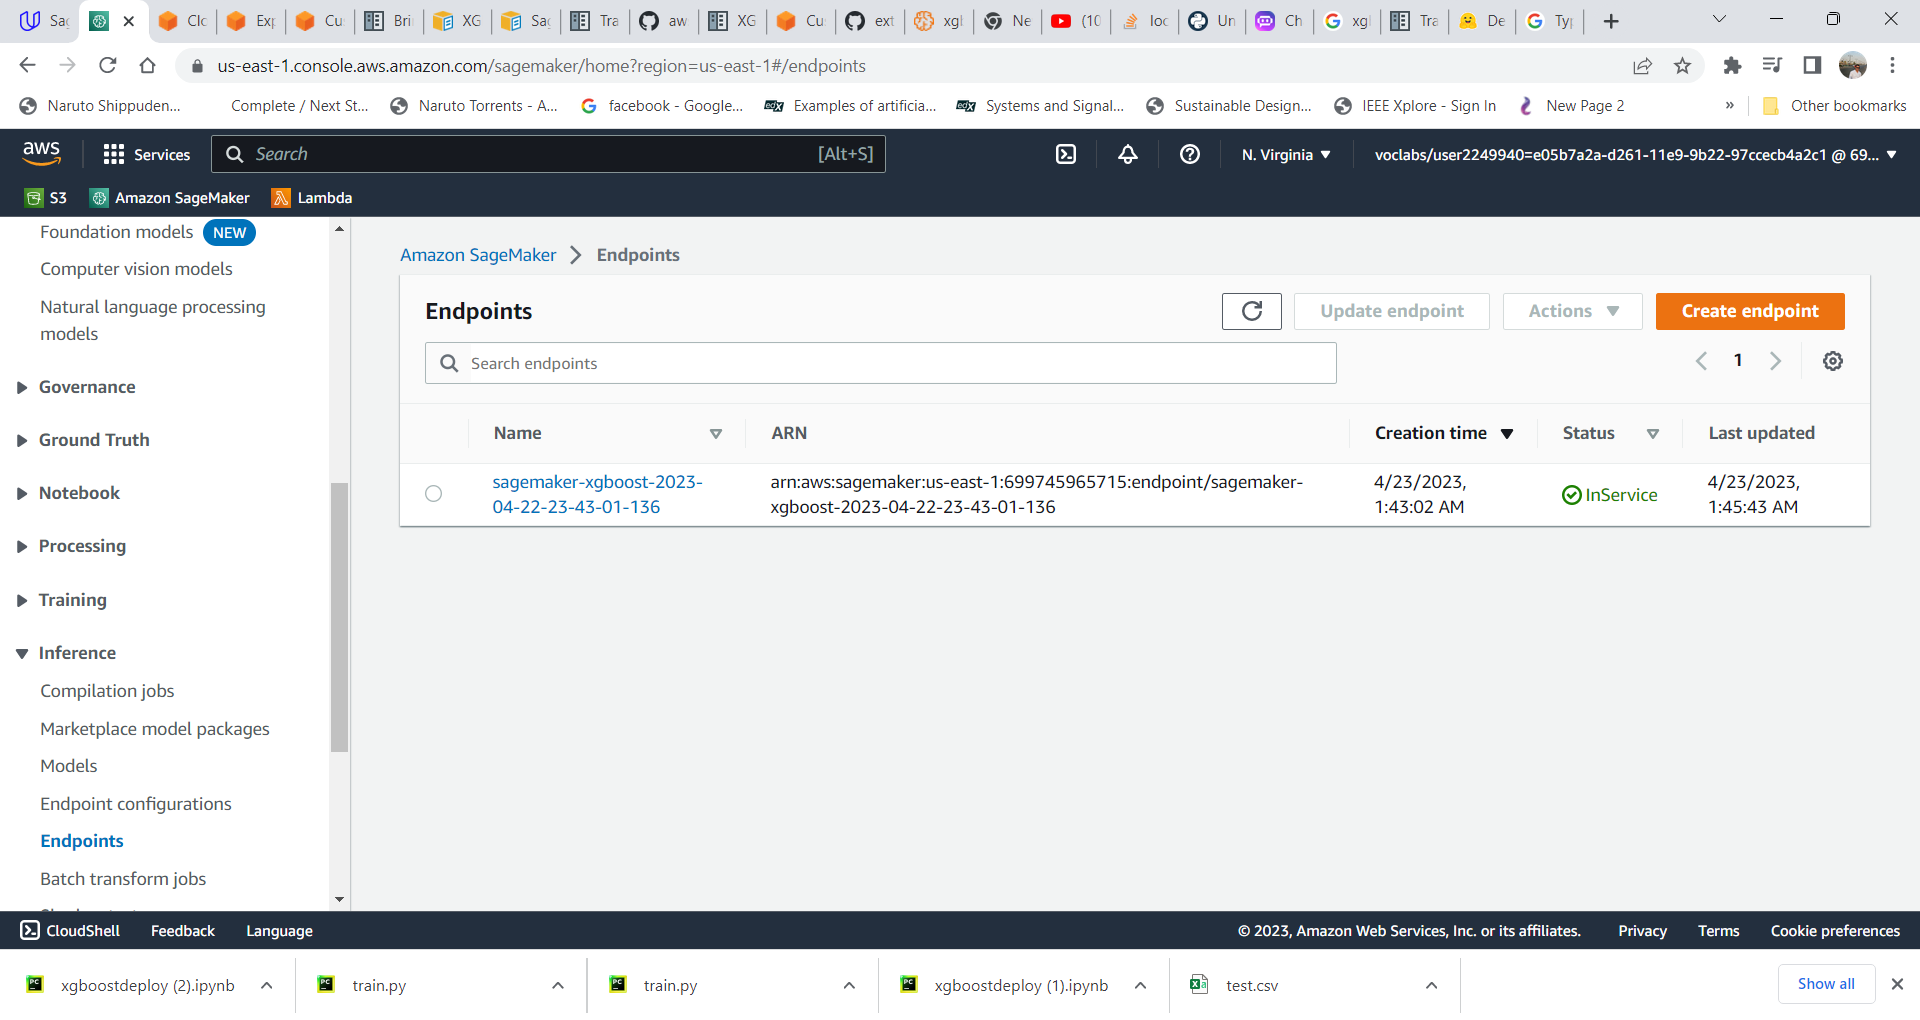 Sa
Clo
Exp
Cu
Bri
XG
Sag
Tra
aw
XG
Cu
ext
xgl
Ne
(10
loc
Un
Ch
xgl
Tra
De
Typ
us-east-1.console.aws.amazon.com/sagemaker/home?region=us-east-1#/endpoints
Naruto Shippuden...
Complete / Next St...
Naruto Torrents - A...
facebook - Google...
Examples of artificia...
Systems and Signal...
Sustainable Design...
IEEE Xplore - Sign In
New Page 2
»
Other bookmarks
aws
Services
Search
[Alt+S]
N. Virginia
voclabs/user2249940=e05b7a2a-d261-11e9-9b22-97ccecb4a2c1 @ 69...
S3
Amazon SageMaker
Lambda
Foundation models NEW
Computer vision models
Natural language processing
models
Governance
Ground Truth
Notebook
Processing
Training
Inference
Compilation jobs
Marketplace model packages
Models
Endpoint configurations
Endpoints
Batch transform jobs
Amazon SageMaker
Endpoints
Endpoints
Update endpoint
Actions
Create endpoint
Search endpoints
1
Name
ARN
Creation time
Status
Last updated
sagemaker-xgboost-2023-
04-22-23-43-01-136
arn:aws:sagemaker:us-east-1:699745965715:endpoint/sagemaker-
xgboost-2023-04-22-23-43-01-136
4/23/2023,
1:43:02 AM
InService
4/23/2023,
1:45:43 AM
CloudShell
Feedback
Language
© 2023, Amazon Web Services, Inc. or its affiliates.
Privacy
Terms
Cookie preferences
xgboostdeploy (2).ipynb
train.py
train.py
xgboostdeploy (1).ipynb
test.csv
Show all